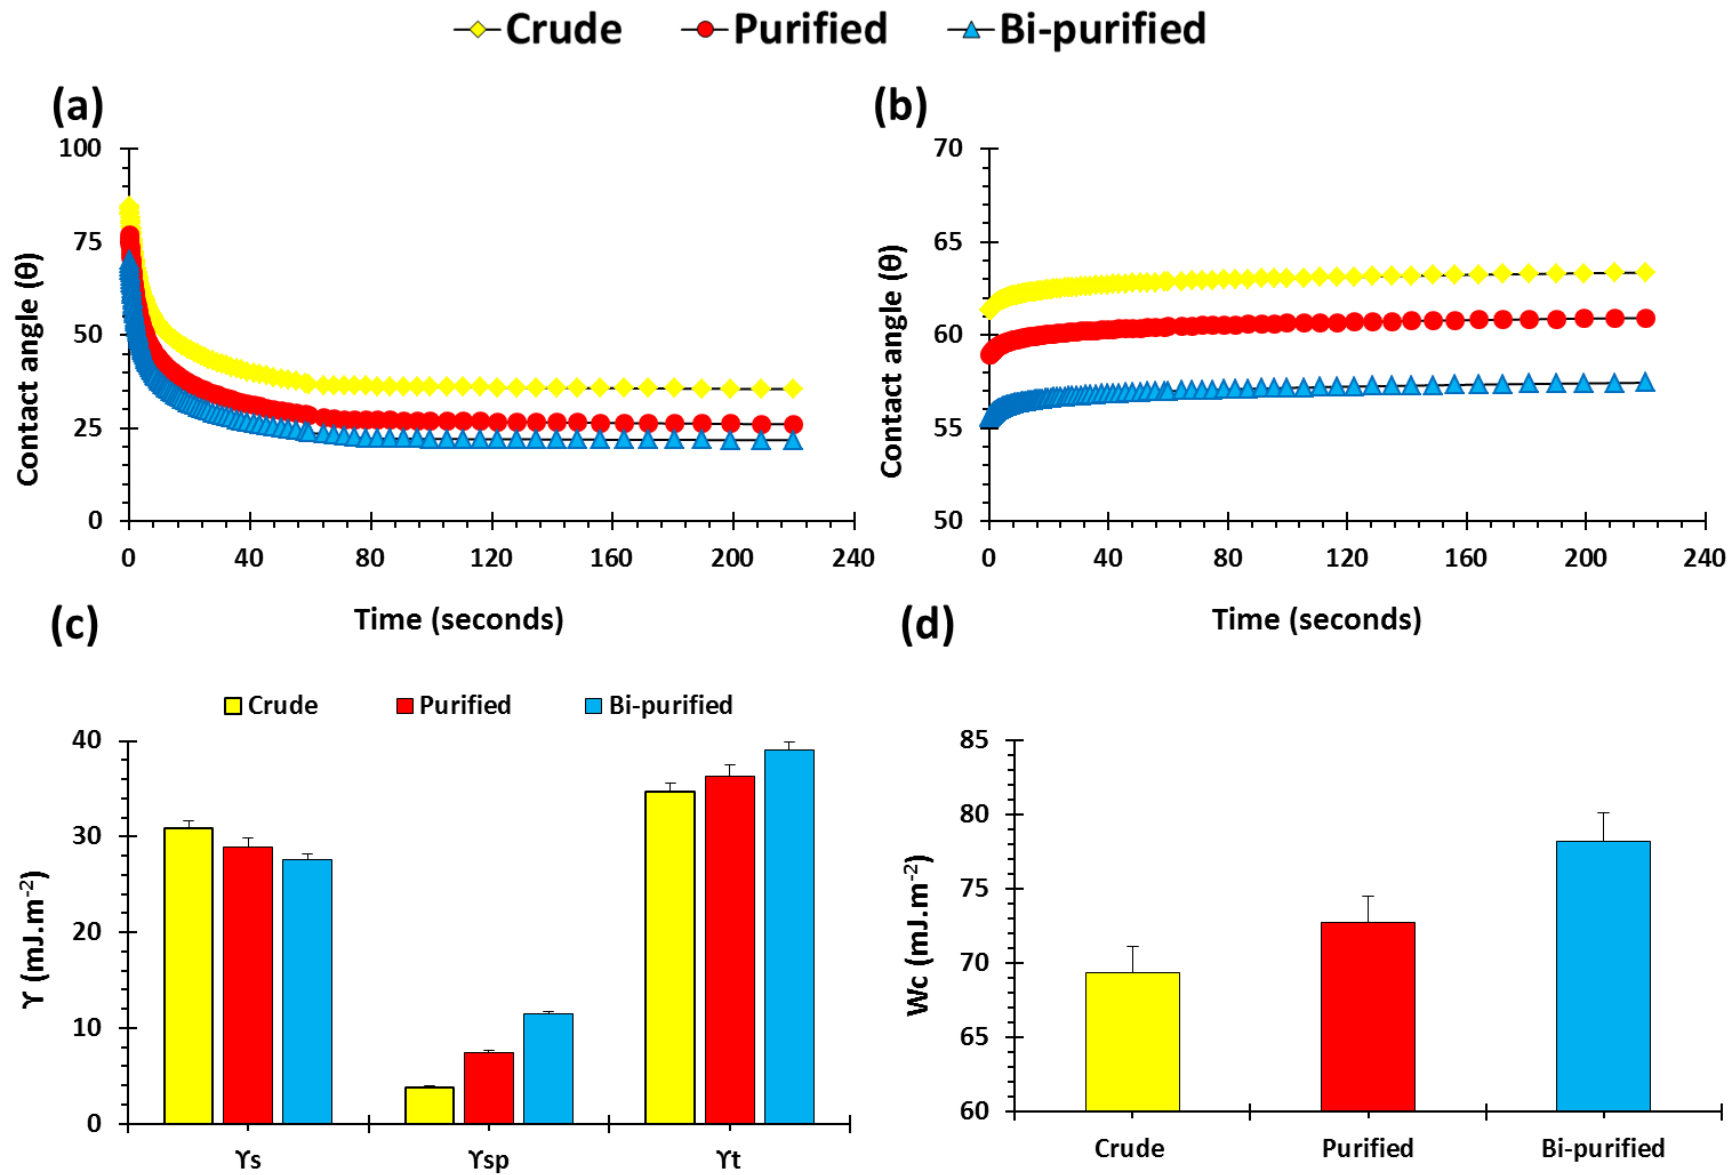 Crude Purified Bi-purified
(a)
100
75
50
25
0
0 40 80 120 160 200 240
Contact angle (θ)
Time (seconds)
(b)
70
65
60
55
50
0 40 80 120 160 200 240
Contact angle (θ)
Time (seconds)
(c)
Crude Purified Bi-purified
40
30
20
10
0
ϒ (mJ.m⁻²)
ϒs ϒsp ϒt
(d)
85
80
75
70
65
60
Wc (mJ.m⁻²)
Crude Purified Bi-purified